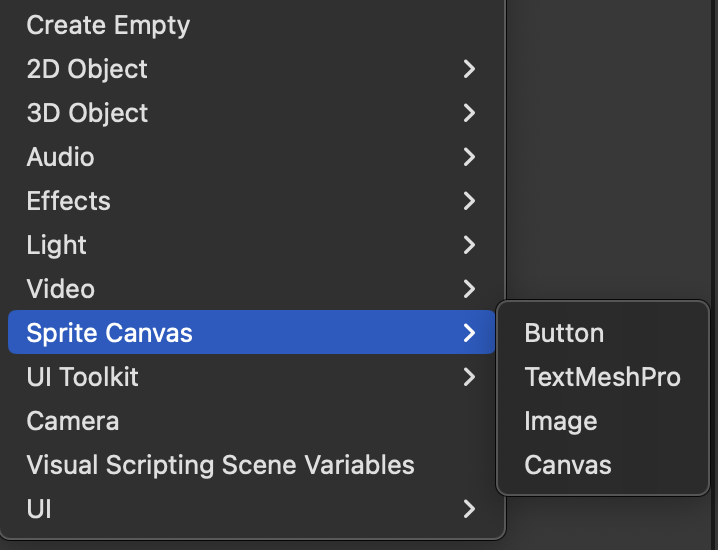 Create Empty
2D Object
3D Object
Audio
Effects
Light
Video
Sprite Canvas
Button
TextMeshPro
Image
Canvas
UI Toolkit
Camera
Visual Scripting Scene Variables
UI